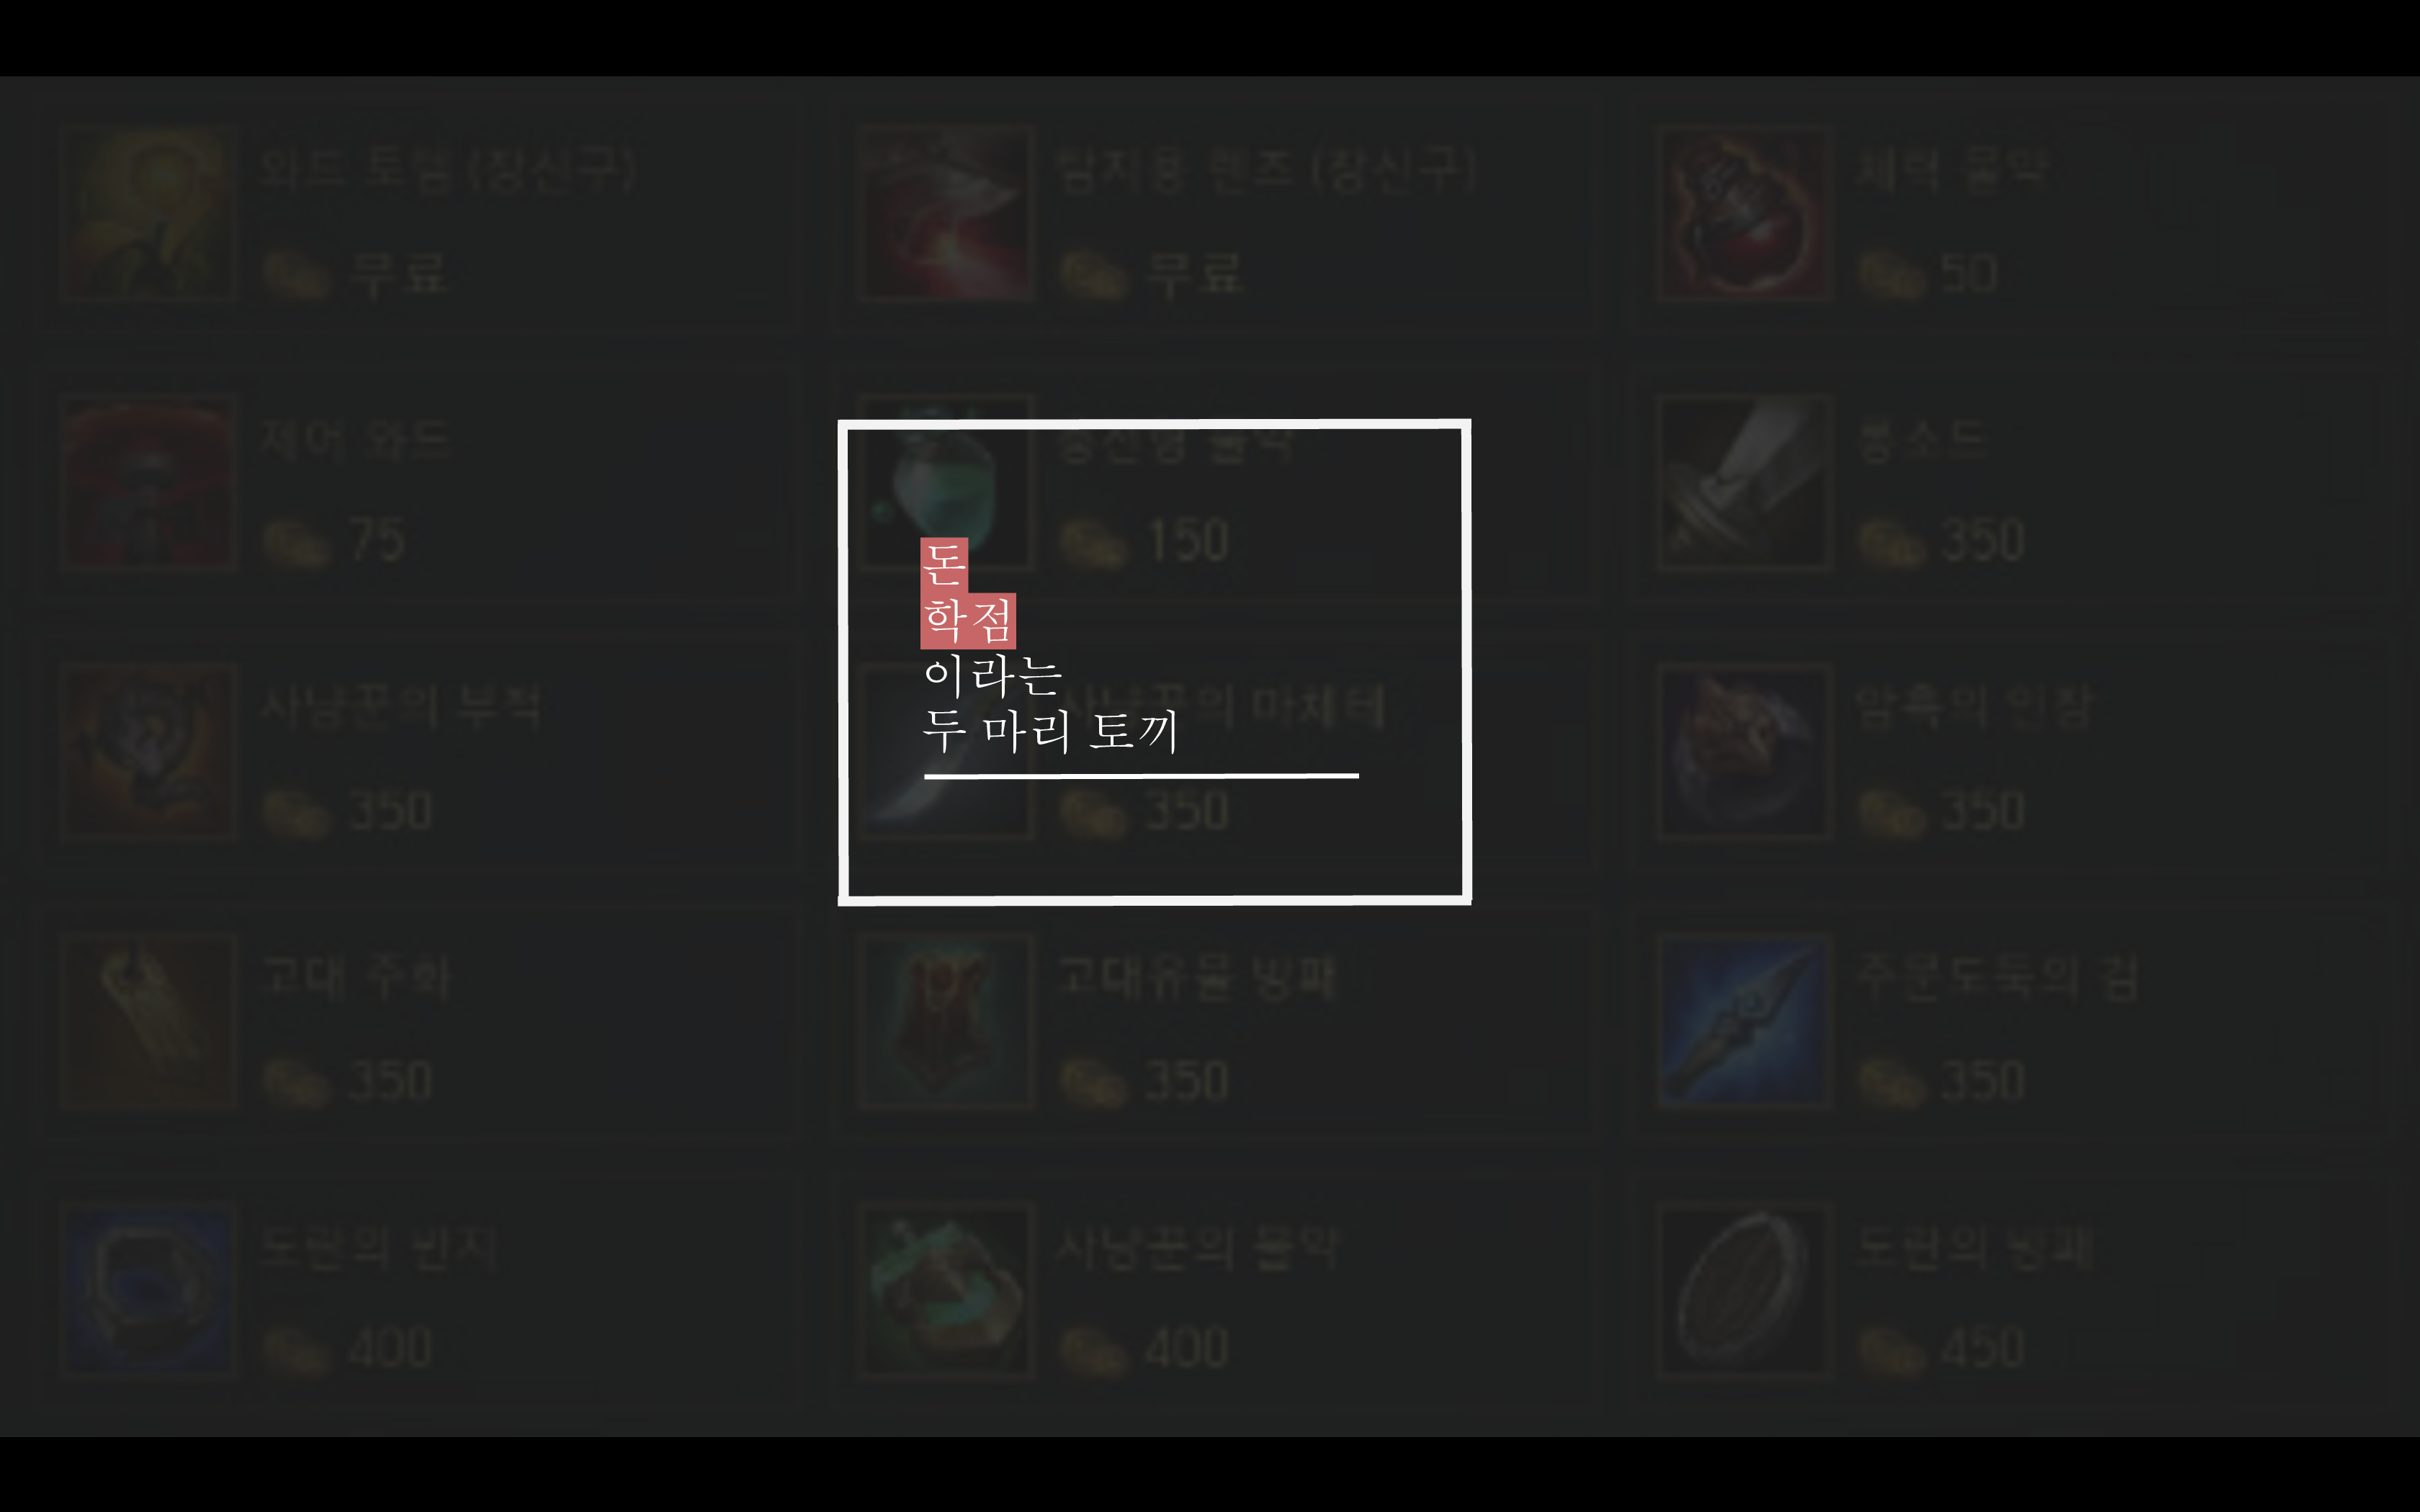 와드 토템 (장신구)
무료
탐지용 렌즈 (장신구)
무료
체력 물약
50
제어 와드
75
충전형 물약
150
롱소드
350
돈
학점
이라는
두 마리 토끼
사냥꾼의 부적
350
사냥꾼의 마체테
350
암흑의 인장
350
고대 주화
350
고대유물 방패
350
주문도둑의 검
350
도란의 반지
400
사냥꾼의 물약
400
도란의 방패
450